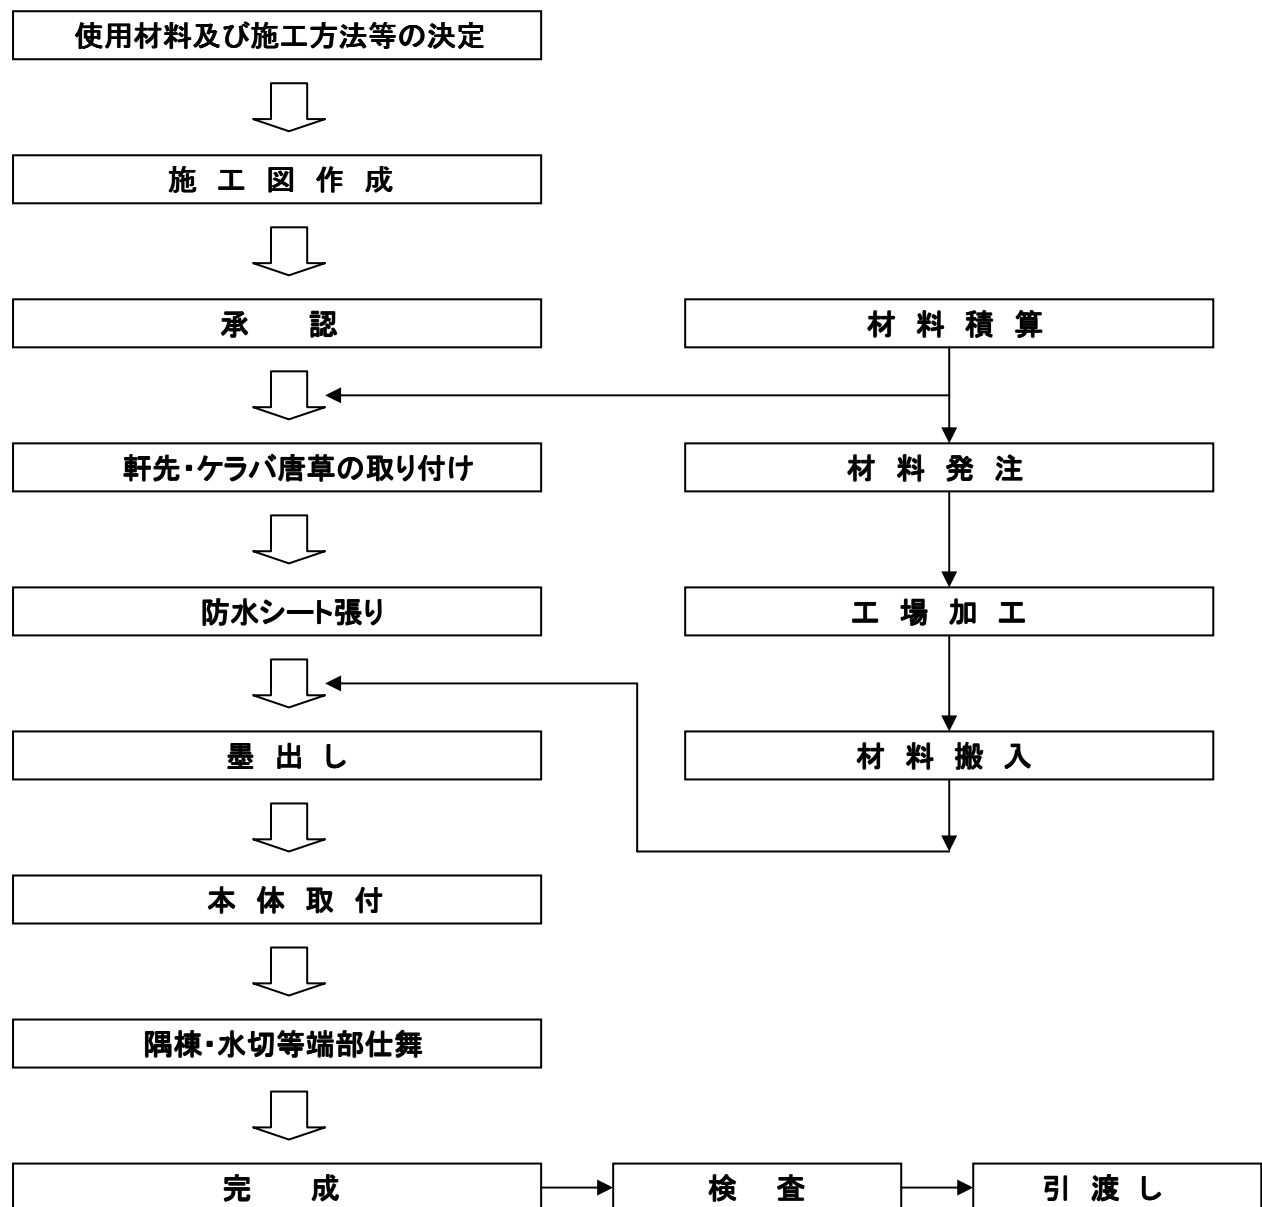 使用材料及び施工方法等の決定
施 工 図 作 成
承 認
材 料 積 算
軒先・ケラバ唐草の取り付け
材 料 発 注
防水シート張り
工 場 加 工
墨 出 し
材 料 搬 入
本 体 取 付
隅棟・水切等端部仕舞
完 成
検 査
引 渡 し